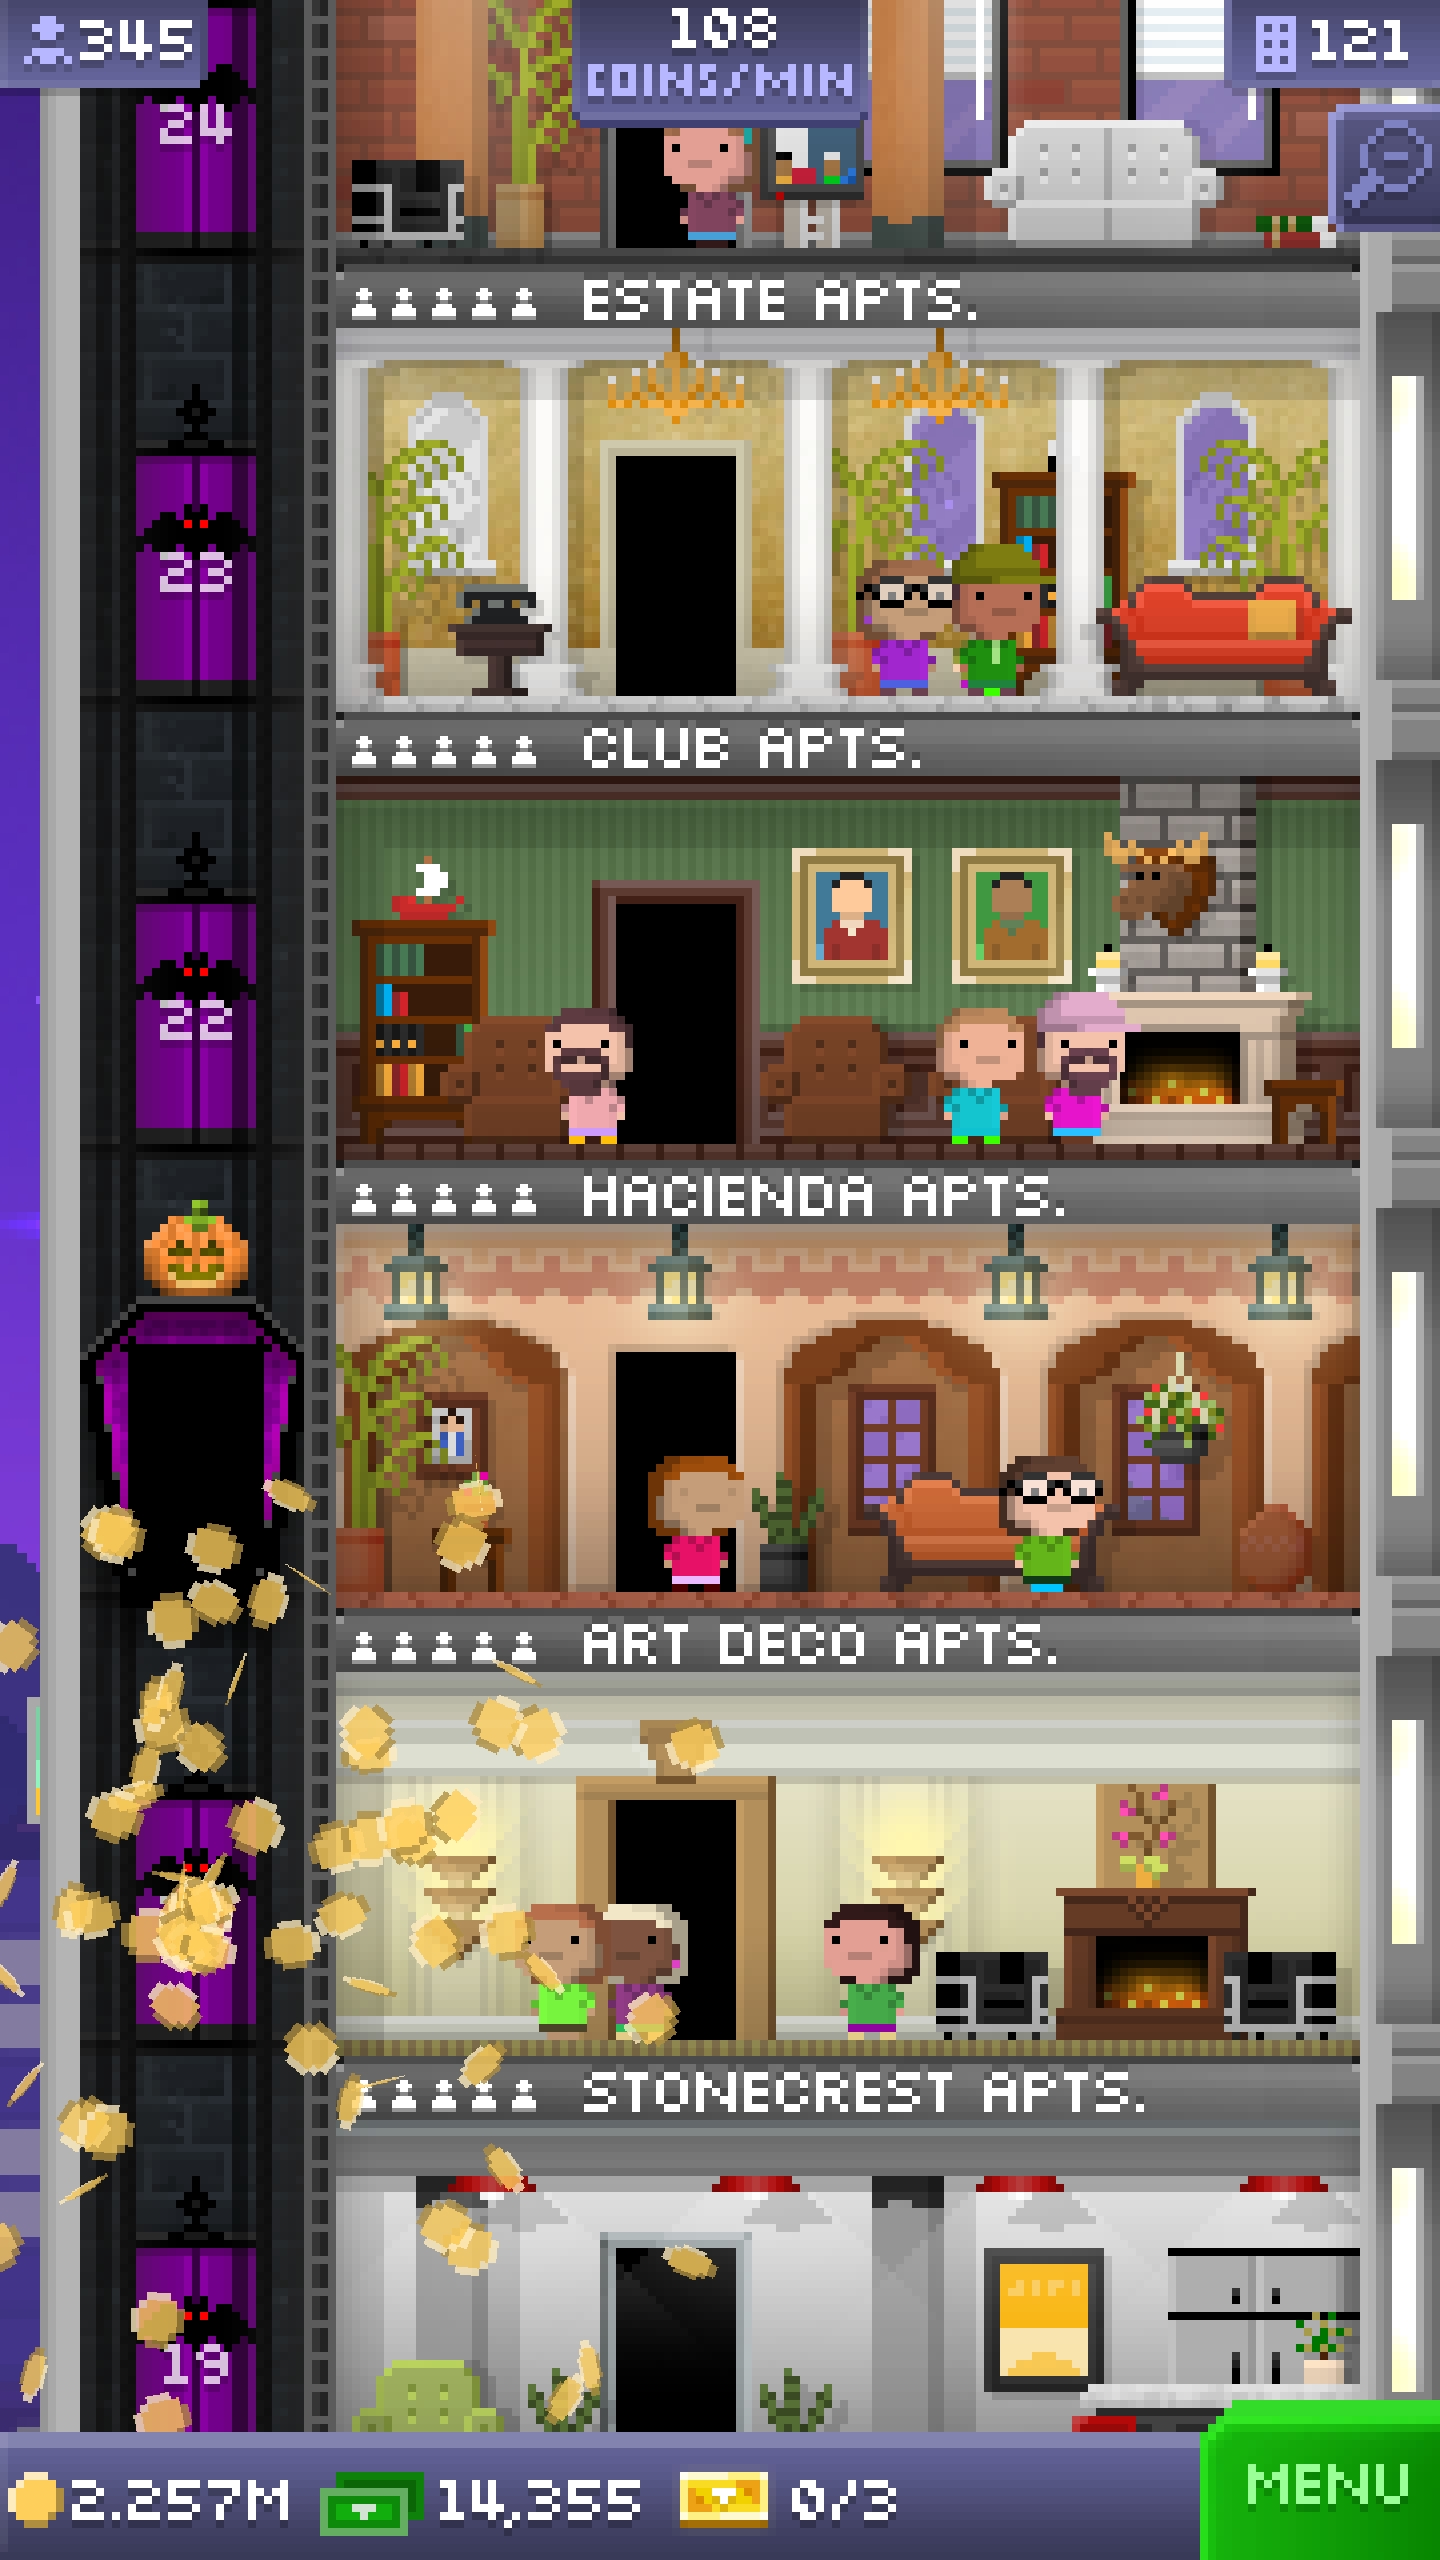 345
108
COINS/MIN
121
24
ESTATE APTS.
23
CLUB APTS.
22
HACIENDA APTS.
ART DECO APTS.
STONECREST APTS.
19
2.257M
14,355
0/3
MENU